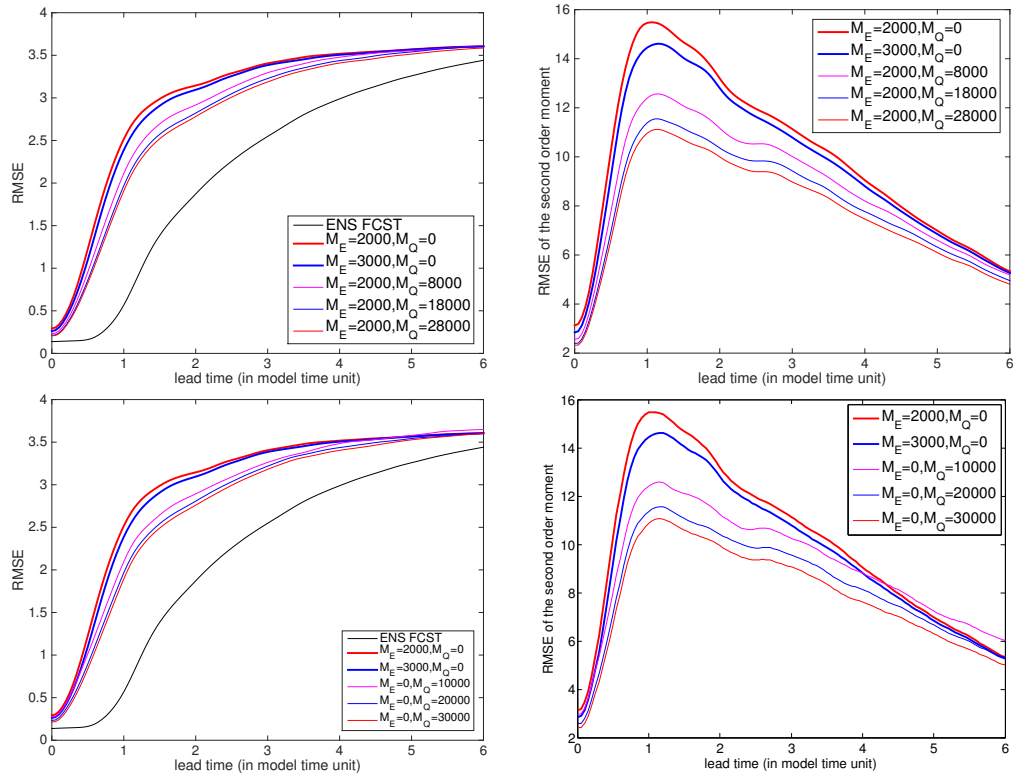 4
3.5
3
2.5
2
1.5
1
0.5
0
RMSE
0 1 2 3 4 5 6
lead time (in model time unit)
ENS FCST
M_E=2000,M_Q=0
M_E=3000,M_Q=0
M_E=2000,M_Q=8000
M_E=2000,M_Q=18000
M_E=2000,M_Q=28000
16
14
12
10
8
6
4
2
RMSE of the second order moment
0 1 2 3 4 5 6
lead time (in model time unit)
M_E=2000,M_Q=0
M_E=3000,M_Q=0
M_E=2000,M_Q=8000
M_E=2000,M_Q=18000
M_E=2000,M_Q=28000
4
3.5
3
2.5
2
1.5
1
0.5
0
RMSE
0 1 2 3 4 5 6
lead time (in model time unit)
ENS FCST
M_E=2000,M_Q=0
M_E=3000,M_Q=0
M_E=0,M_Q=10000
M_E=0,M_Q=20000
M_E=0,M_Q=30000
16
14
12
10
8
6
4
2
RMSE of the second order moment
0 1 2 3 4 5 6
lead time (in model time unit)
M_E=2000,M_Q=0
M_E=3000,M_Q=0
M_E=0,M_Q=10000
M_E=0,M_Q=20000
M_E=0,M_Q=30000